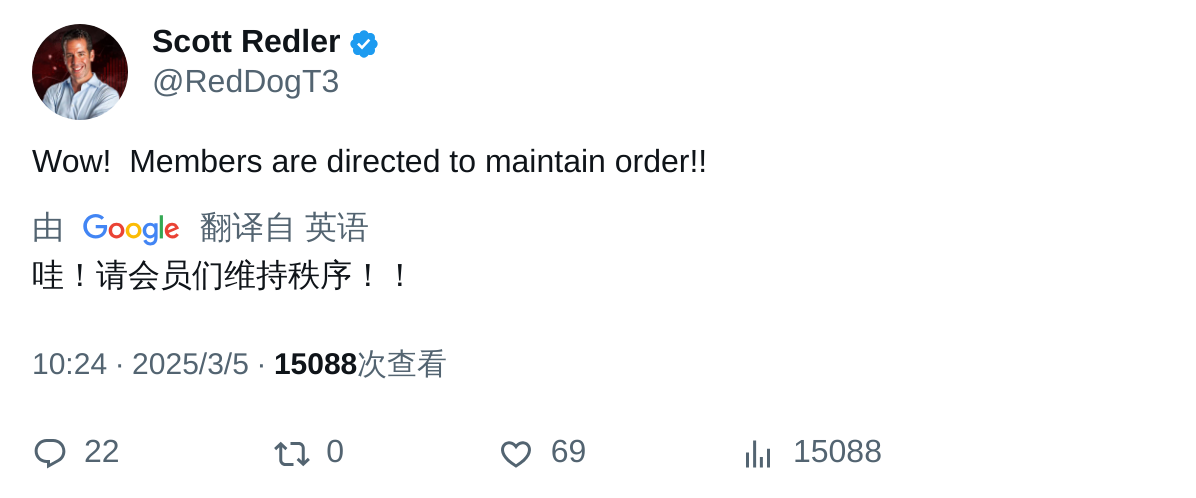 Scott Redler
@RedDogT3
Wow!  Members are directed to maintain order!!
由 Google 翻译自 英语
哇！请会员们维持秩序！！
10:24 · 2025/3/5 · 15088次查看
22 0 69 15088